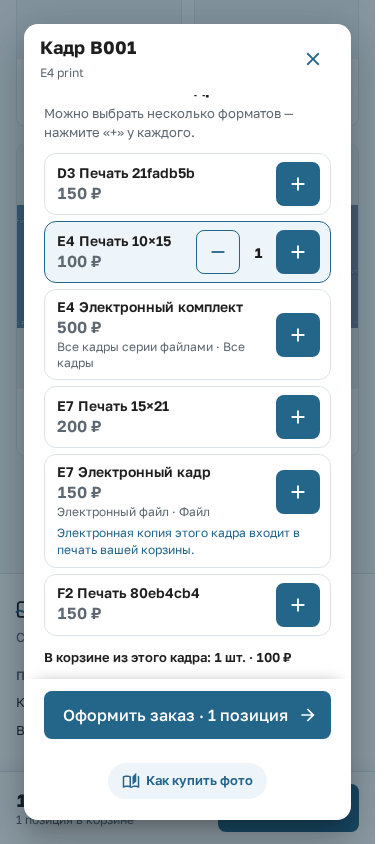 Кадр B001
E4 print
Можно выбрать несколько форматов —
нажмите «+» у каждого.
D3 Печать 21fadb5b
150 ₽
E4 Печать 10×15
100 ₽
1
E4 Электронный комплект
500 ₽
Все кадры серии файлами · Все
кадры
E7 Печать 15×21
200 ₽
E7 Электронный кадр
150 ₽
Электронный файл · Файл
Электронная копия этого кадра входит в
печать вашей корзины.
F2 Печать 80eb4cb4
150 ₽
В корзине из этого кадра: 1 шт. · 100 ₽
Оформить заказ · 1 позиция
Как купить фото
1 позиция в корзине